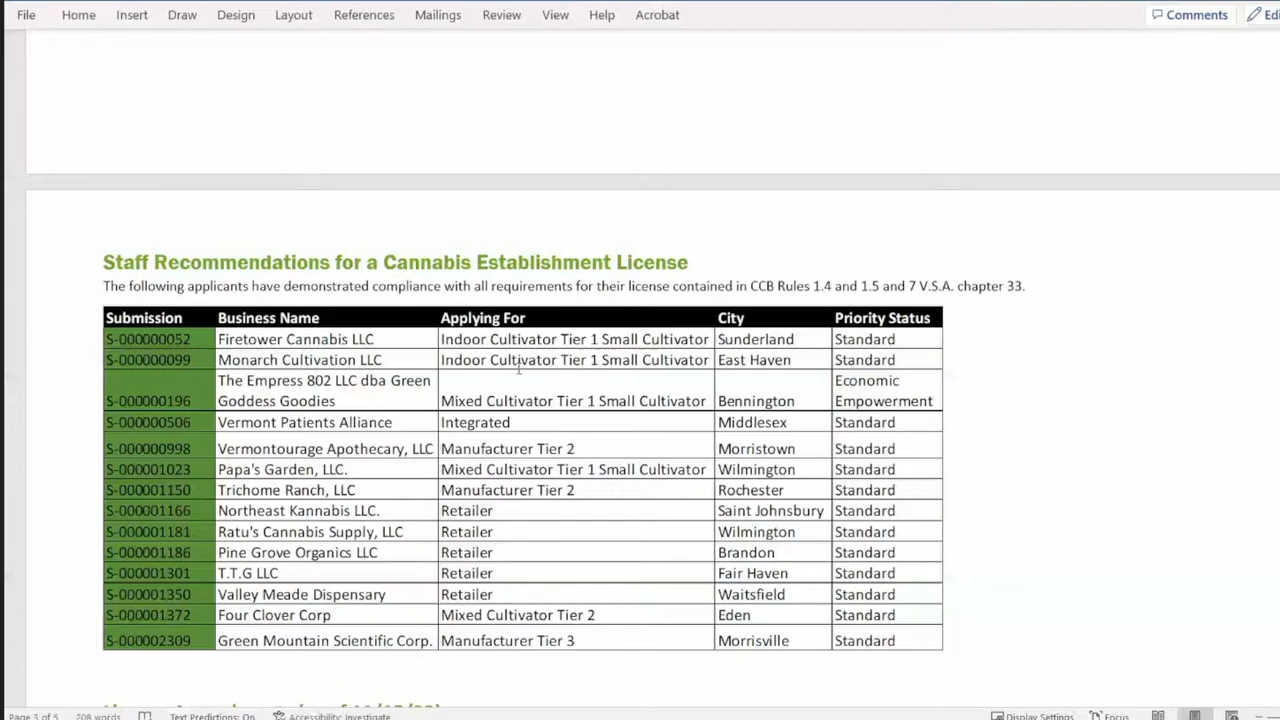 File Home Insert Draw Design Layout References Mailings Review View Help Acrobat Comments
Staff Recommendations for a Cannabis Establishment License
The following applicants have demonstrated compliance with all requirements for their license contained in CCB Rules 1.4 and 1.5 and 7 V.S.A. chapter 33.
Submission Business Name Applying For City Priority Status
S-000000052 Firetower Cannabis LLC Indoor Cultivator Tier 1 Small Cultivator Sunderland Standard
S-000000099 Monarch Cultivation LLC Indoor Cultivator Tier 1 Small Cultivator East Haven Standard
The Empress 802 LLC dba Green Economic
S-000000196 Goddess Goodies Mixed Cultivator Tier 1 Small Cultivator Bennington Empowerment
S-000000506 Vermont Patients Alliance Integrated Middlesex Standard
S-000000998 Vermontourage Apothecary, LLC Manufacturer Tier 2 Morristown Standard
S-000001023 Papa's Garden, LLC. Mixed Cultivator Tier 1 Small Cultivator Wilmington Standard
S-000001150 Trichome Ranch, LLC Manufacturer Tier 2 Rochester Standard
S-000001166 Northeast Kannabis LLC. Retailer Saint Johnsbury Standard
S-000001181 Ratu's Cannabis Supply, LLC Retailer Wilmington Standard
S-000001186 Pine Grove Organics LLC Retailer Brandon Standard
S-000001301 T.T.G LLC Retailer Fair Haven Standard
S-000001350 Valley Meade Dispensary Retailer Waitsfield Standard
S-000001372 Four Clover Corp Mixed Cultivator Tier 2 Eden Standard
S-000002309 Green Mountain Scientific Corp. Manufacturer Tier 3 Morrisville Standard
Page 3 of 5 208 words Text Predictions: On Accessibility: Investigate Display Settings Focus